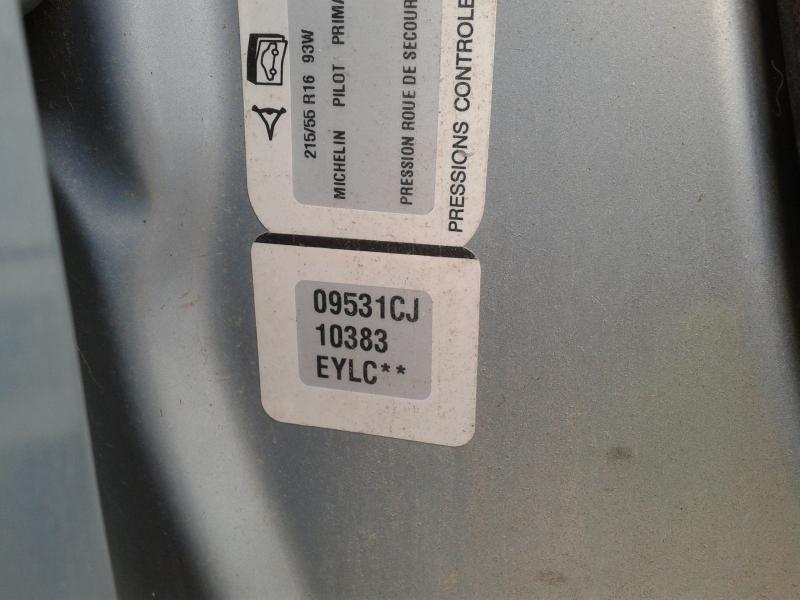 215/55 R16 93W
MICHELIN PILOT
PRESSION ROUE DE SECOUR
PRESSIONS CONTROLE
09531CJ
10383
EYLC**